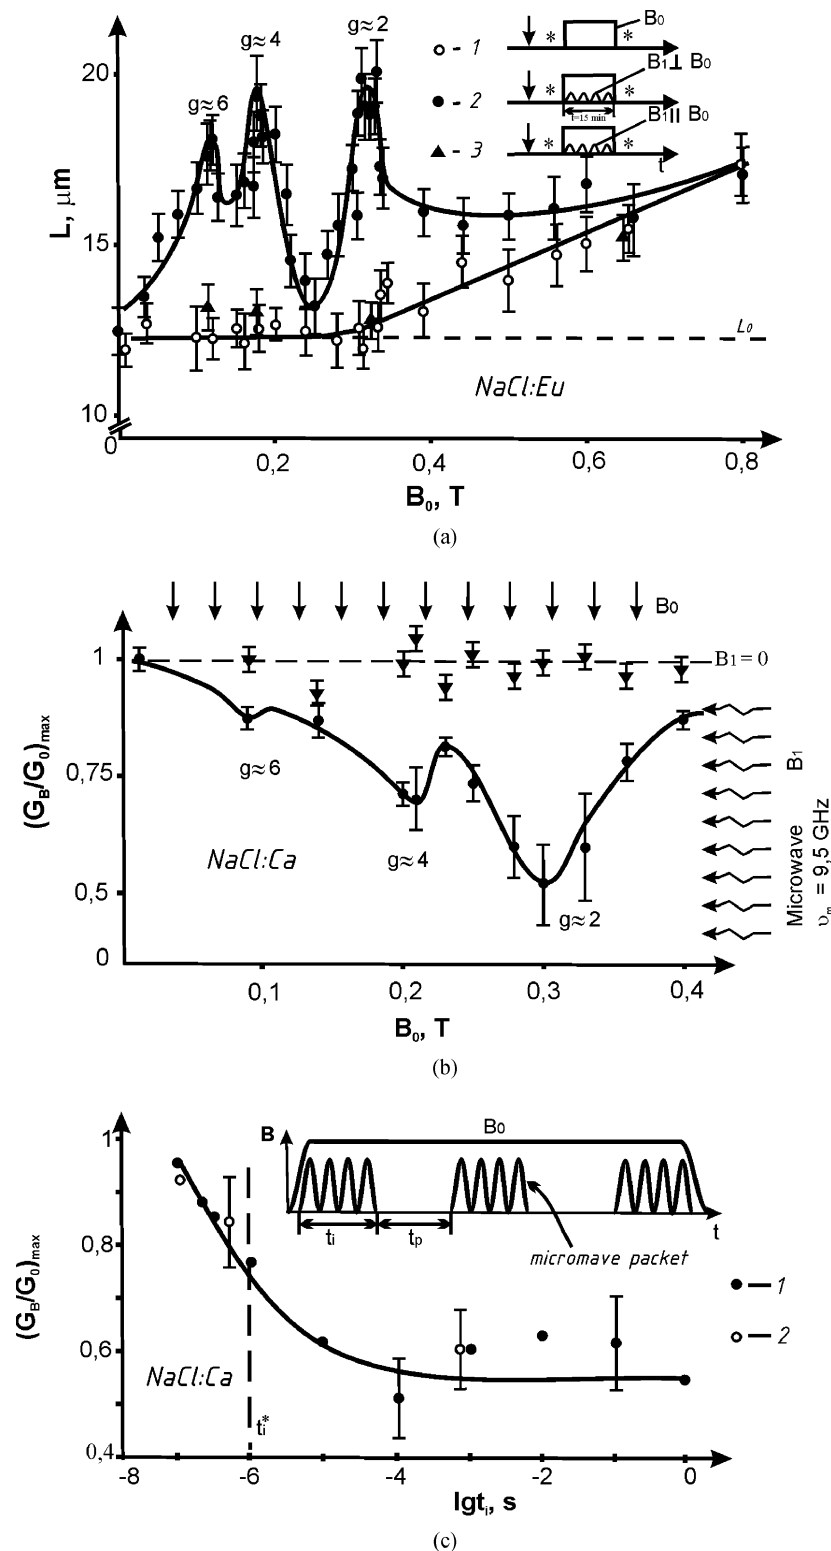 g≈6
g≈4
g≈2
- 1
- 2
- 3
B₀
B₁⊥ B₀
t=15 min
B₁|| B₀
t
L, μm
20
15
10
0
L₀
NaCl:Eu
0,2
0,4
0,6
0,8
B₀, T
(a)
B₀
(G_B/G_0)max
1
0,75
0,5
0
B₁=0
g≈6
g≈4
g≈2
NaCl:Ca
B₁
Microwave
υₘ = 9,5 GHz
0,1
0,2
0,3
0,4
B₀, T
(b)
(G_B/G_0)max
1
0,8
0,6
0,4
B
B₀
tᵢ
tₚ
t
micromave packet
1
2
NaCl:Ca
tᵢ*
-8
-6
-4
-2
0
lgtᵢ, s
(c)